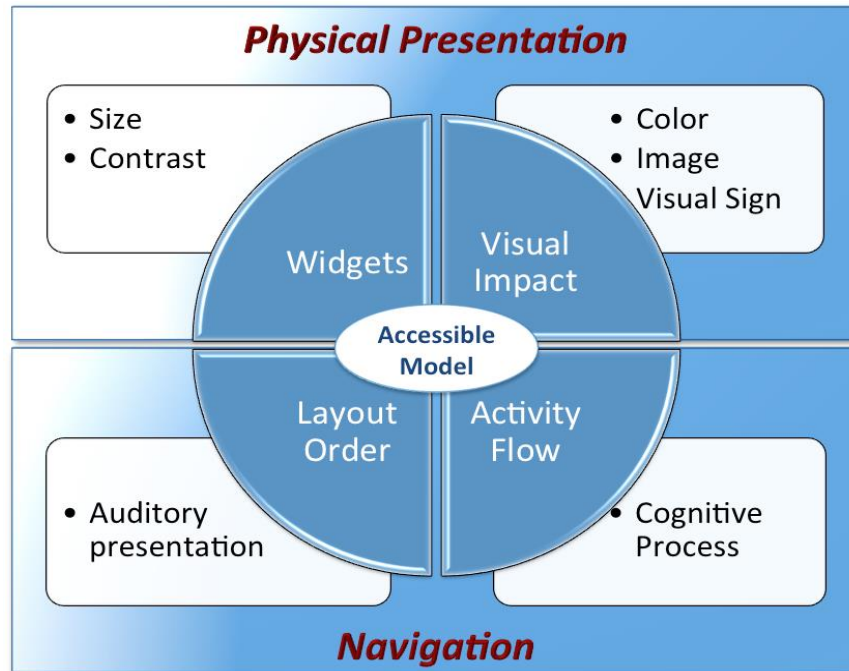 Physical Presentation
• Size
• Contrast
• Color
• Image
Visual Sign
Widgets
Visual
Impact
Accessible
Model
Layout
Order
Activity
Flow
• Auditory
presentation
• Cognitive
Process
Navigation